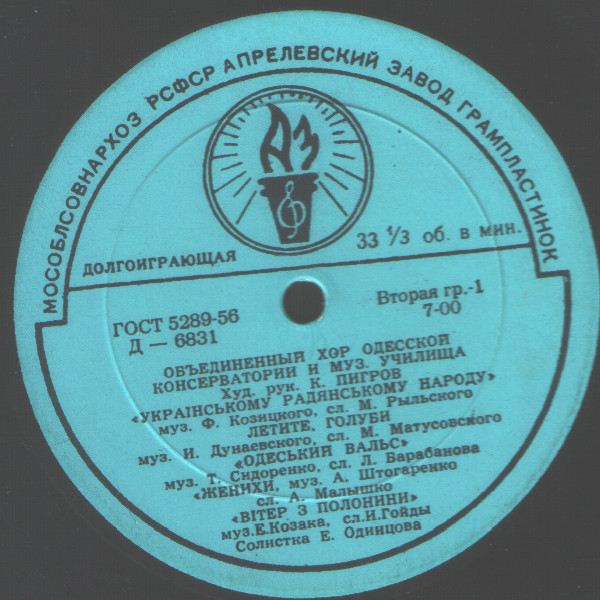 МОСОБЛСОВНАРХОЗ РСФСР АПРЕЛЕВСКИЙ ЗАВОД ГРАМПЛАСТИНОК
АЗ
ДОЛГОИГРАЮЩАЯ
33 1/3 об. в мин.
ГОСТ 5289-56
Д — 6831
Вторая гр.-1
7-00
ОБЪЕДИНЕННЫЙ ХОР ОДЕССКОЙ
КОНСЕРВАТОРИИ И МУЗ. УЧИЛИЩА
Худ. рук. К. ПИГРОВ
«УКРАЇНСЬКОМУ РАДЯНСЬКОМУ НАРОДУ»
муз. Ф. Козицкого, сл. М. Рыльского
ЛЕТИТЕ, ГОЛУБИ
муз. И. Дунаевского, сл. М. Матусовского
«ОДЕСЬКИЙ ВАЛЬС»
муз. Т. Сидоренко, сл. Л. Варабанова
«ЖЕНИХИ, муз. А. Штогаренко
сл. А. Малышко
«ВІТЕР З ПОЛОНИНИ»
муз.Е.Козака, сл.И.Гойды
Солистка Е. Одинцова